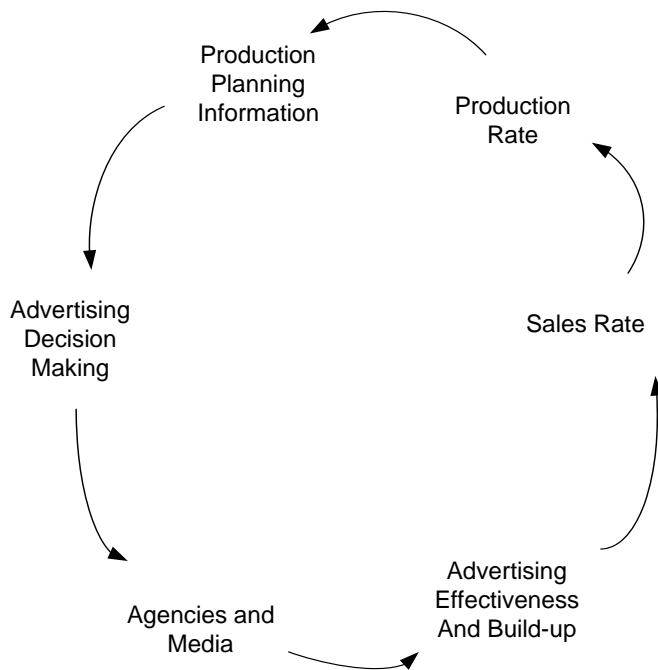 Production
Planning
Information
Production
Rate
Advertising
Decision
Making
Sales Rate
Agencies and
Media
Advertising
Effectiveness
And Build-up